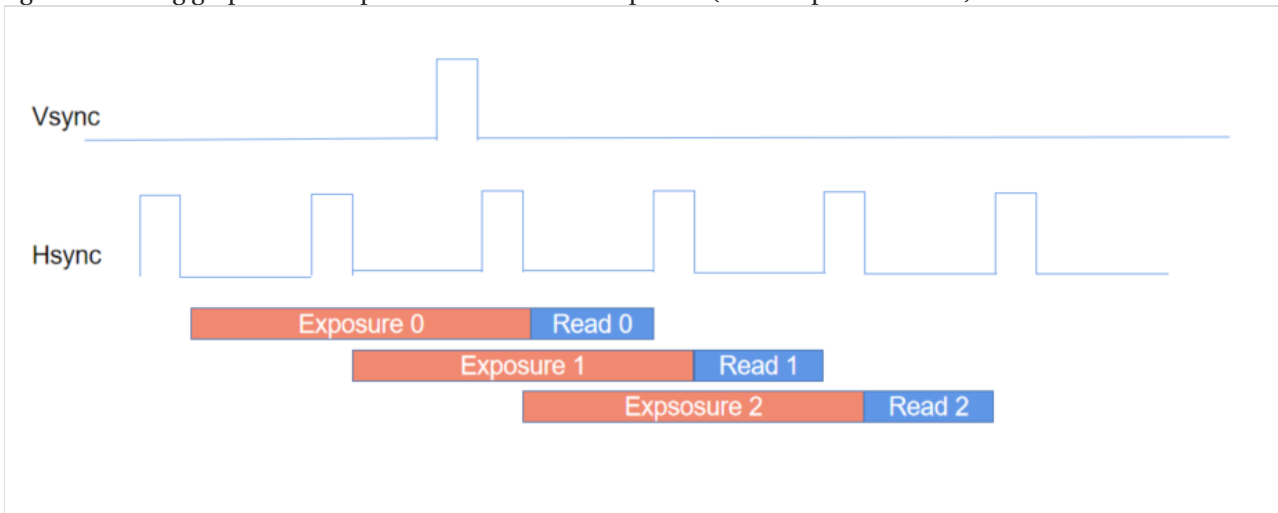 Vsync
Hsync
Exposure 0 Read 0
Exposure 1 Read 1
Expsosure 2 Read 2